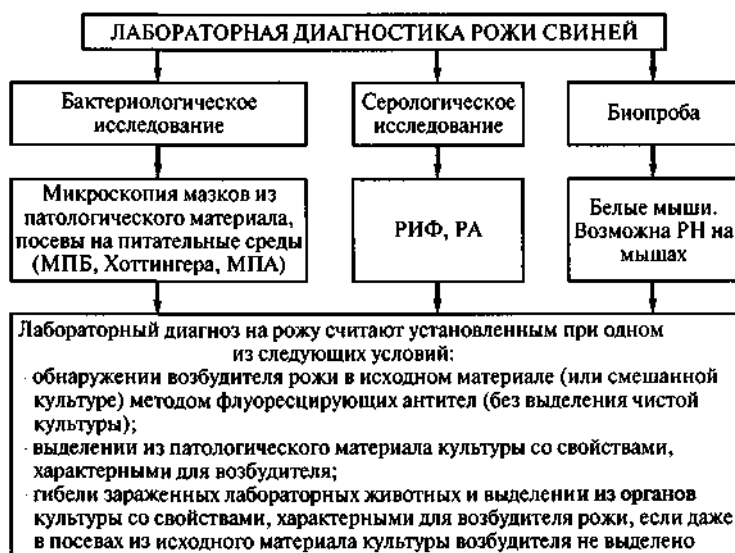 ЛАБОРАТОРНАЯ ДИАГНОСТИКА РОЖИ СВИНЕЙ
Бактериологическое
исследование
Серологическое
исследование
Биопроба
Микроскопия мазков из
патологического материала,
посевы на питательные среды
(МПБ, Хоттингера, МПА)
РИФ, РА
Белые мыши.
Возможна РН на
мышах
Лабораторный диагноз на рожу считают установленным при одном
из следующих условий:
· обнаружении возбудителя рожи в исходном материале (или смешанной
культуре) методом флуоресцирующих антител (без выделения чистой
культуры);
· выделении из патологического материала культуры со свойствами,
характерными для возбудителя;
· гибели зараженных лабораторных животных и выделении из органов
культуры со свойствами, характерными для возбудителя рожи, если даже
в посевах из исходного материала культуры возбудителя не выделено